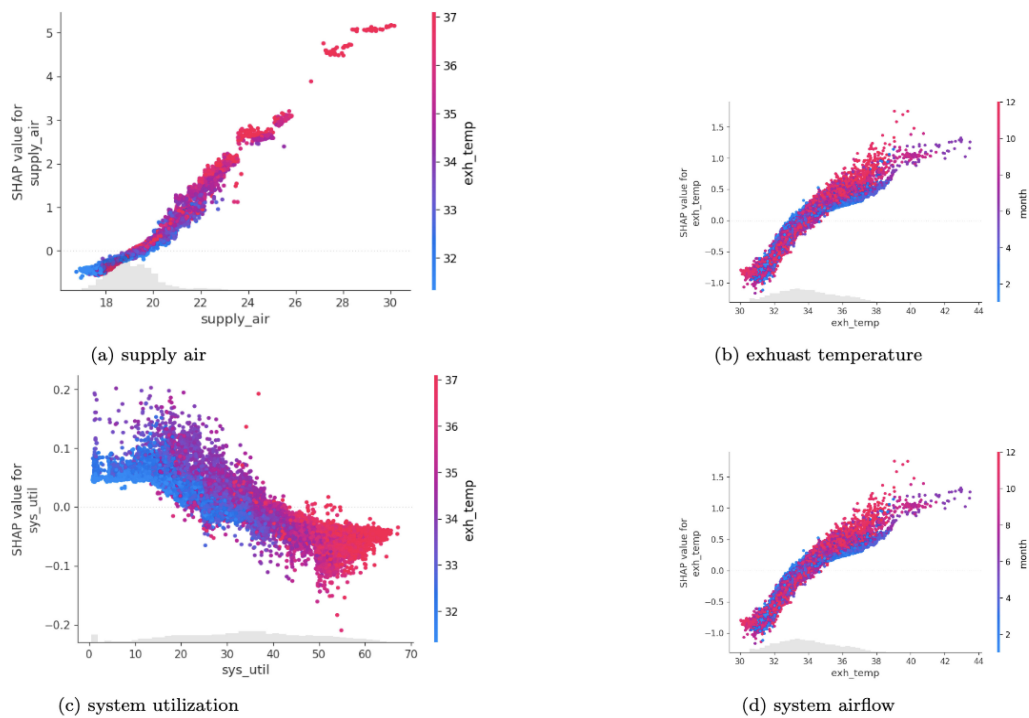 SHAP value for
supply_air
5
4
3
2
1
0
18 20 22 24 26 28 30
supply_air
37
36
35
34
33
32
exh_temp
(a) supply air
SHAP value for
exh_temp
1.5
1.0
0.5
0.0
−0.5
−1.0
30 32 34 36 38 40 42 44
exh_temp
12
10
8
6
4
2
month
(b) exhuast temperature
SHAP value for
sys_util
0.2
0.1
0.0
−0.1
−0.2
0 10 20 30 40 50 60 70
sys_util
37
36
35
34
33
32
exh_temp
(c) system utilization
SHAP value for
exh_temp
1.5
1.0
0.5
0.0
−0.5
−1.0
30 32 34 36 38 40 42 44
exh_temp
12
10
8
6
4
2
month
(d) system airflow